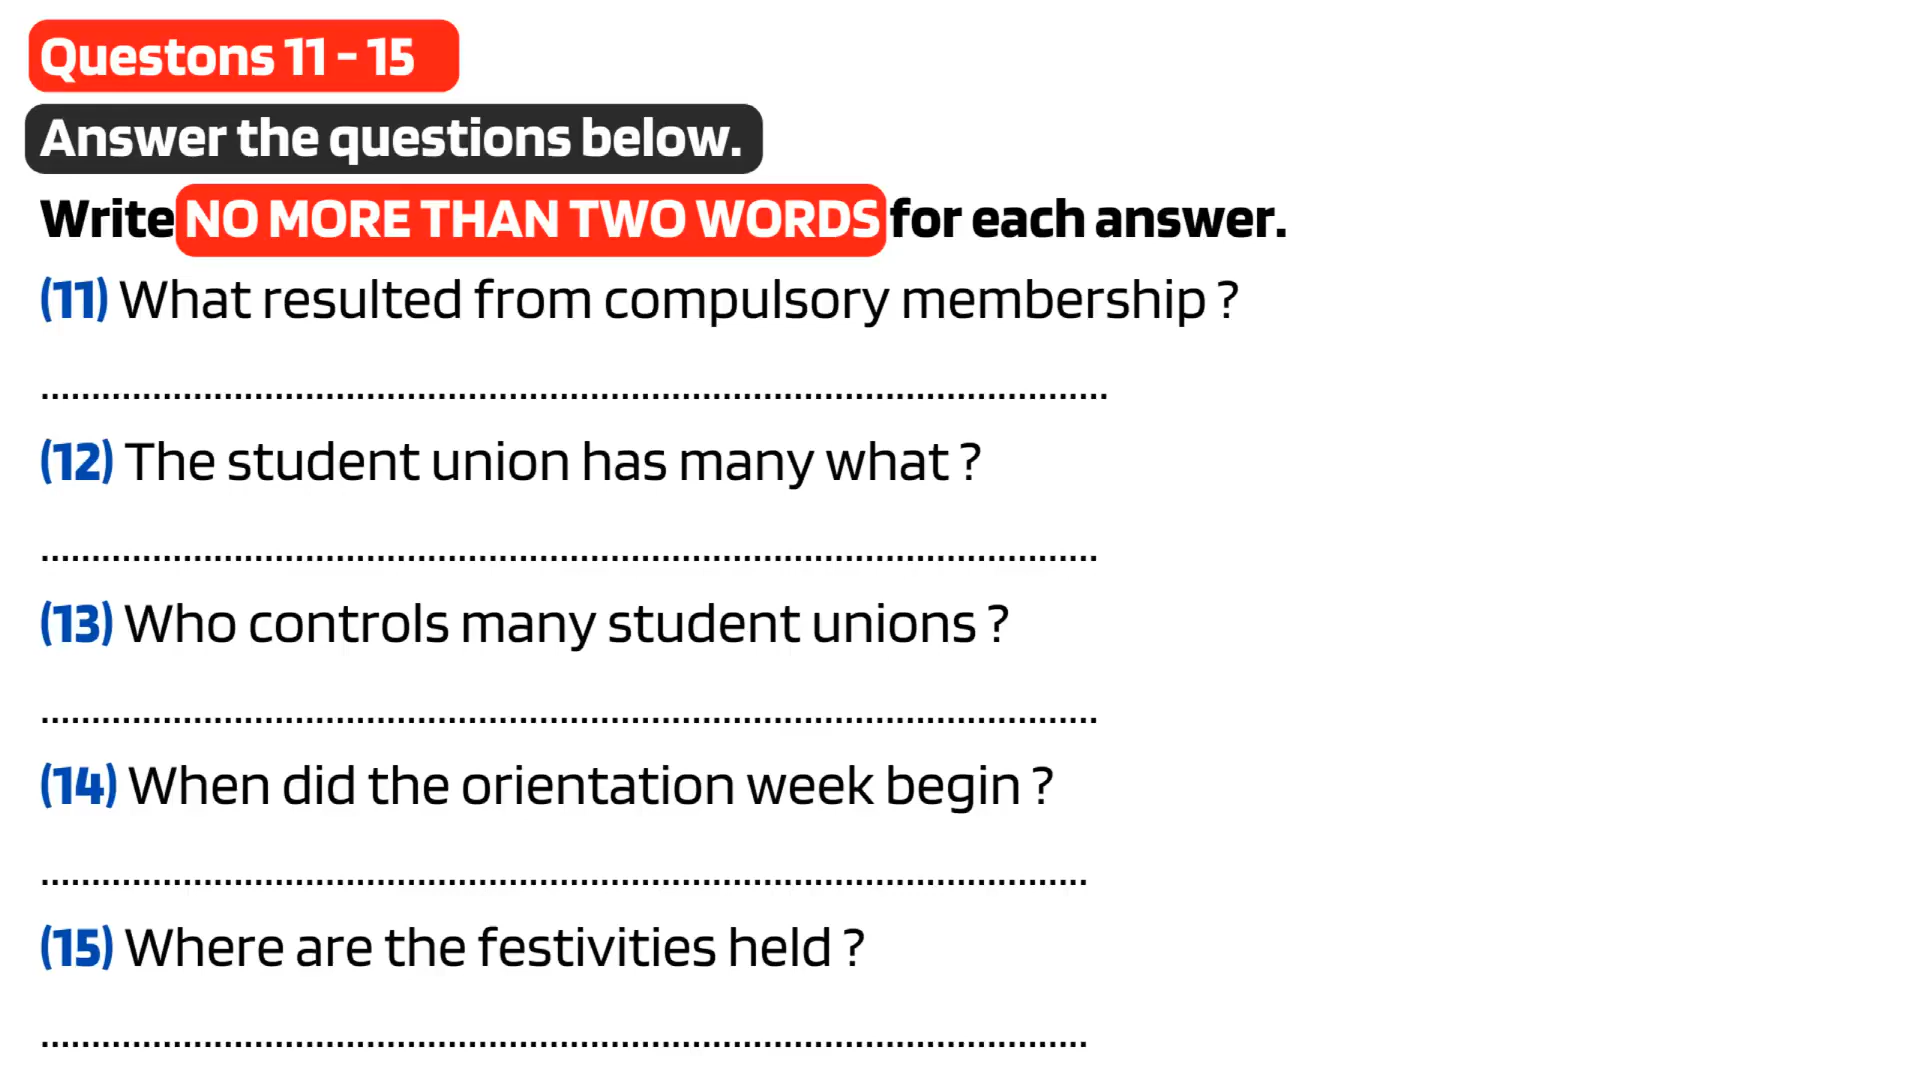 Questons 11 - 15
Answer the questions below.
Write NO MORE THAN TWO WORDS for each answer.
(11) What resulted from compulsory membership ?
....................................................................................................
(12) The student union has many what ?
...................................................................................................
(13) Who controls many student unions ?
...................................................................................................
(14) When did the orientation week begin ?
..................................................................................................
(15) Where are the festivities held ?
..................................................................................................